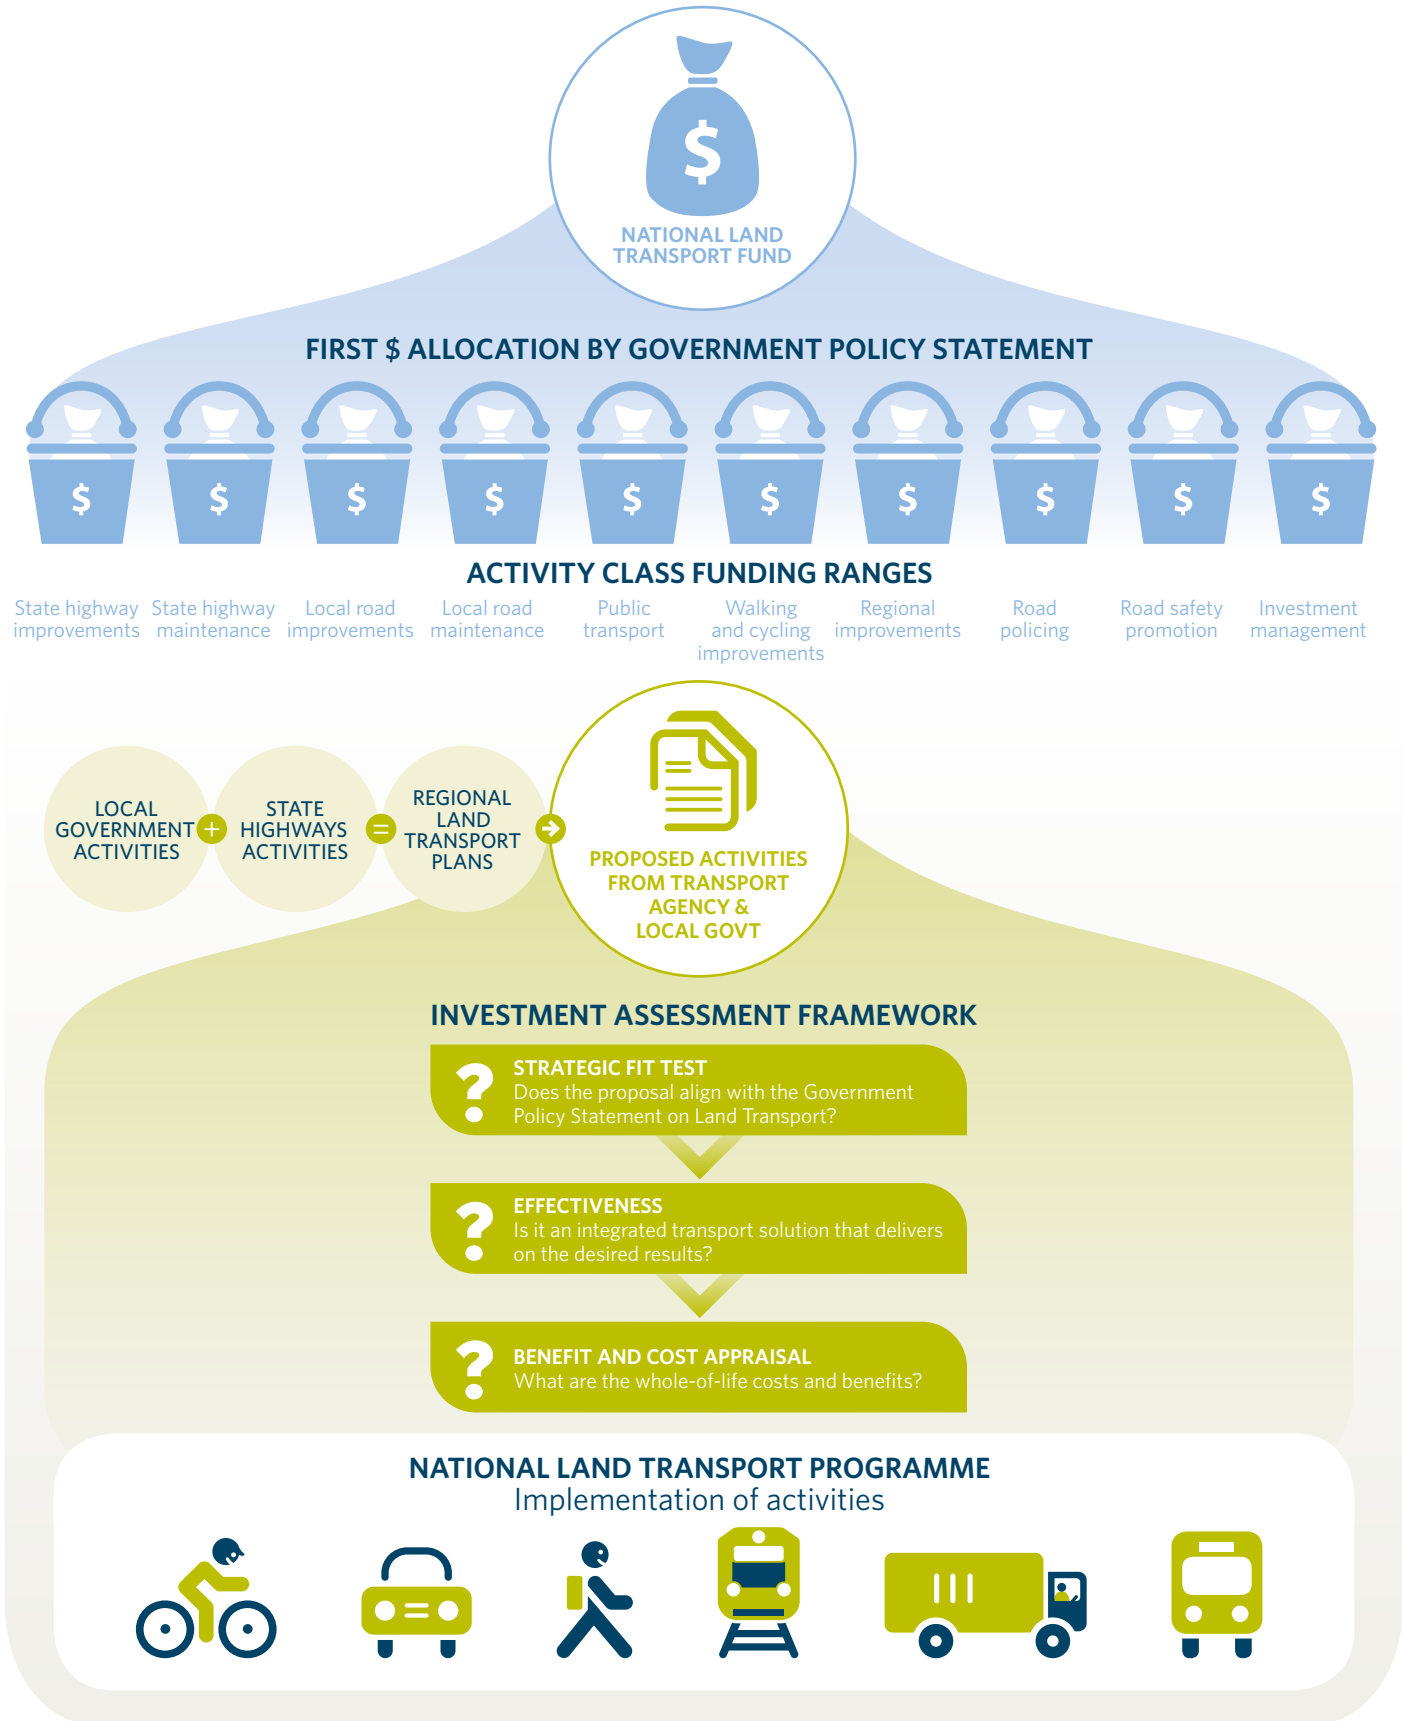 $
NATIONAL LAND
TRANSPORT FUND
FIRST $ ALLOCATION BY GOVERNMENT POLICY STATEMENT
$ $ $ $ $ $ $ $ $ $
ACTIVITY CLASS FUNDING RANGES
State highway
improvements
State highway
maintenance
Local road
improvements
Local road
maintenance
Public
transport
Walking
and cycling
improvements
Regional
improvements
Road
policing
Road safety
promotion
Investment
management
LOCAL
GOVERNMENT
ACTIVITIES
+
STATE
HIGHWAYS
ACTIVITIES
=
REGIONAL
LAND
TRANSPORT
PLANS
PROPOSED ACTIVITIES
FROM TRANSPORT
AGENCY &
LOCAL GOVT
INVESTMENT ASSESSMENT FRAMEWORK
?
STRATEGIC FIT TEST
Does the proposal align with the Government
Policy Statement on Land Transport?
?
EFFECTIVENESS
Is it an integrated transport solution that delivers
on the desired results?
?
BENEFIT AND COST APPRAISAL
What are the whole-of-life costs and benefits?
NATIONAL LAND TRANSPORT PROGRAMME
Implementation of activities